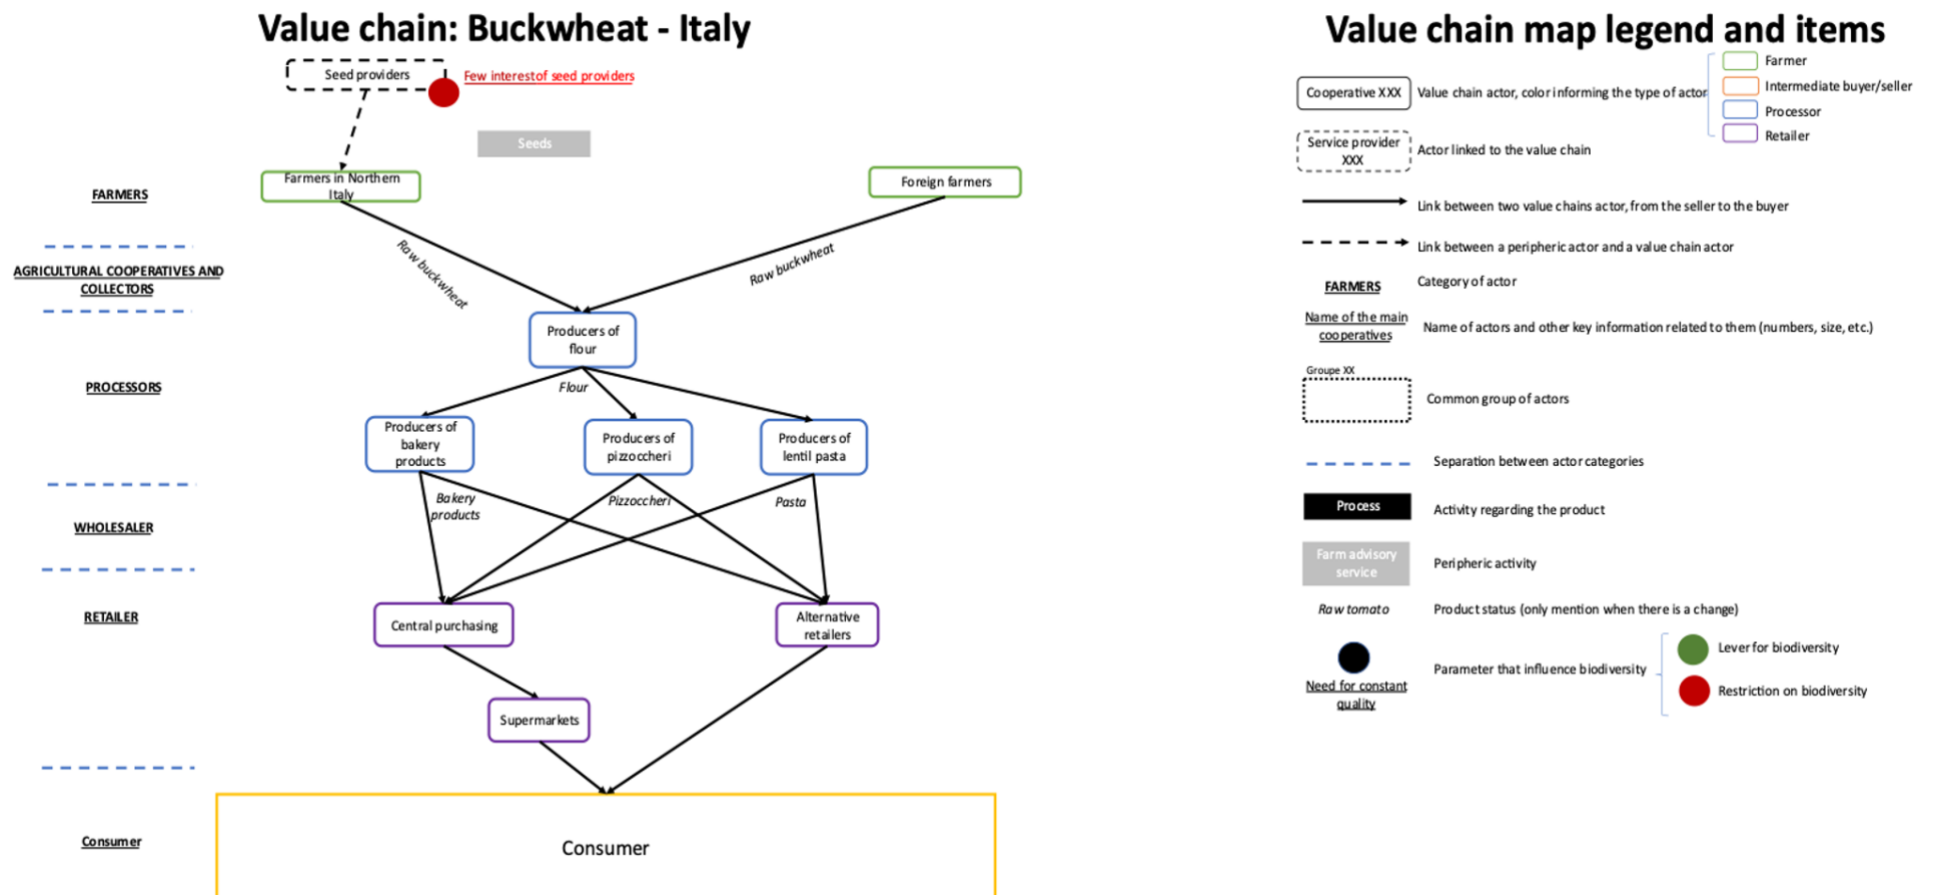 Value chain: Buckwheat - Italy
Seed providers
Few interestof seed providers
Seeds
FARMERS
Farmers in Northern
Italy
Foreign farmers
Raw buckwheat
Raw buckwheat
AGRICULTURAL COOPERATIVES AND
COLLECTORS
Producers of
flour
PROCESSORS
Flour
Producers of
bakery
products
Producers of
pizzoccheri
Producers of
lentil pasta
Bakery
products
Pizzoccheri
Pasta
WHOLESALER
RETAILER
Central purchasing
Alternative
retailers
Supermarkets
Consumer
Consumer
Value chain map legend and items
Cooperative XXX
Value chain actor, color informing the type of actor
Farmer
Intermediate buyer/seller
Processor
Retailer
Service provider
XXX
Actor linked to the value chain
Link between two value chains actor, from the seller to the buyer
Link between a peripheric actor and a value chain actor
FARMERS
Category of actor
Name of the main
cooperatives
Name of actors and other key information related to them (numbers, size, etc.)
Groupe XX
Common group of actors
Separation between actor categories
Process
Activity regarding the product
Farm advisory
service
Peripheric activity
Raw tomato
Product status (only mention when there is a change)
Need for constant
quality
Parameter that influence biodiversity
Lever for biodiversity
Restriction on biodiversity